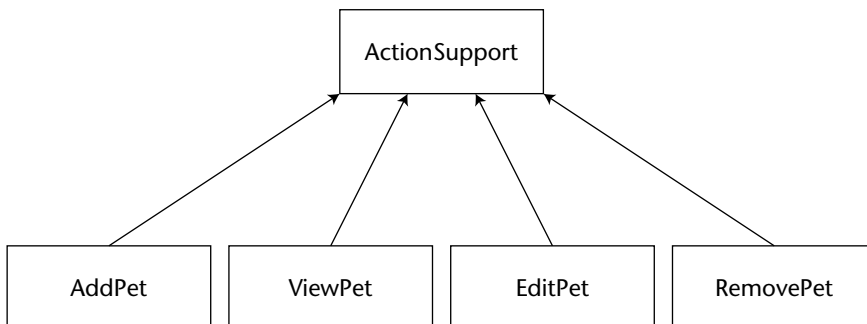 ActionSupport
AddPet
ViewPet
EditPet
RemovePet